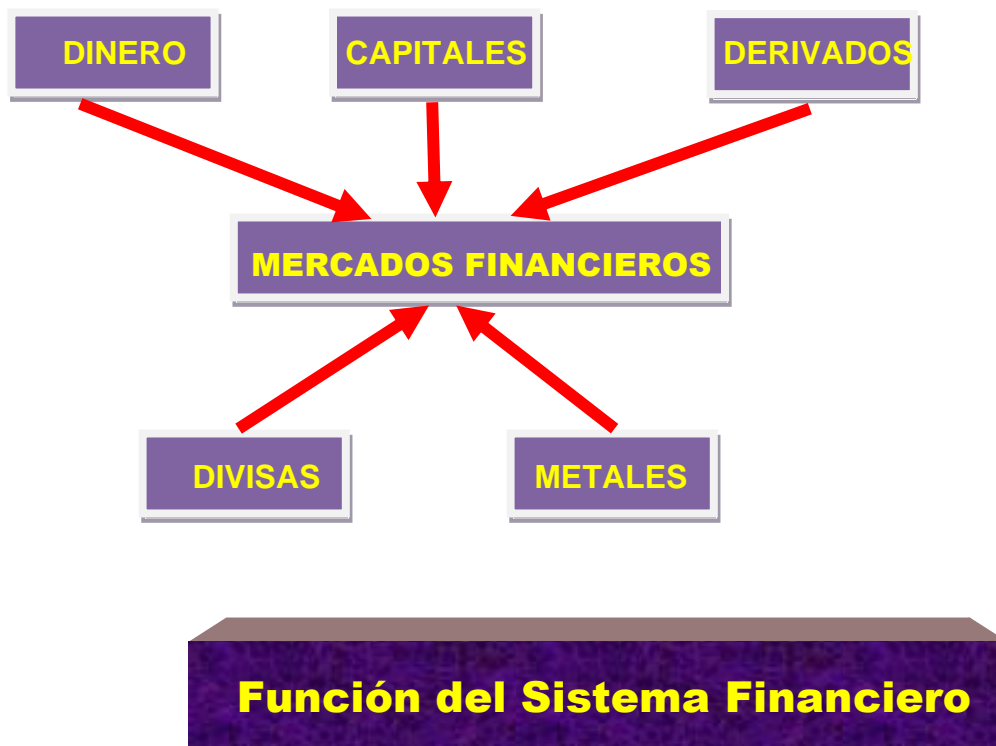 DINERO
CAPITALES
DERIVADOS
MERCADOS FINANCIEROS
DIVISAS
METALES
Función del Sistema Financiero